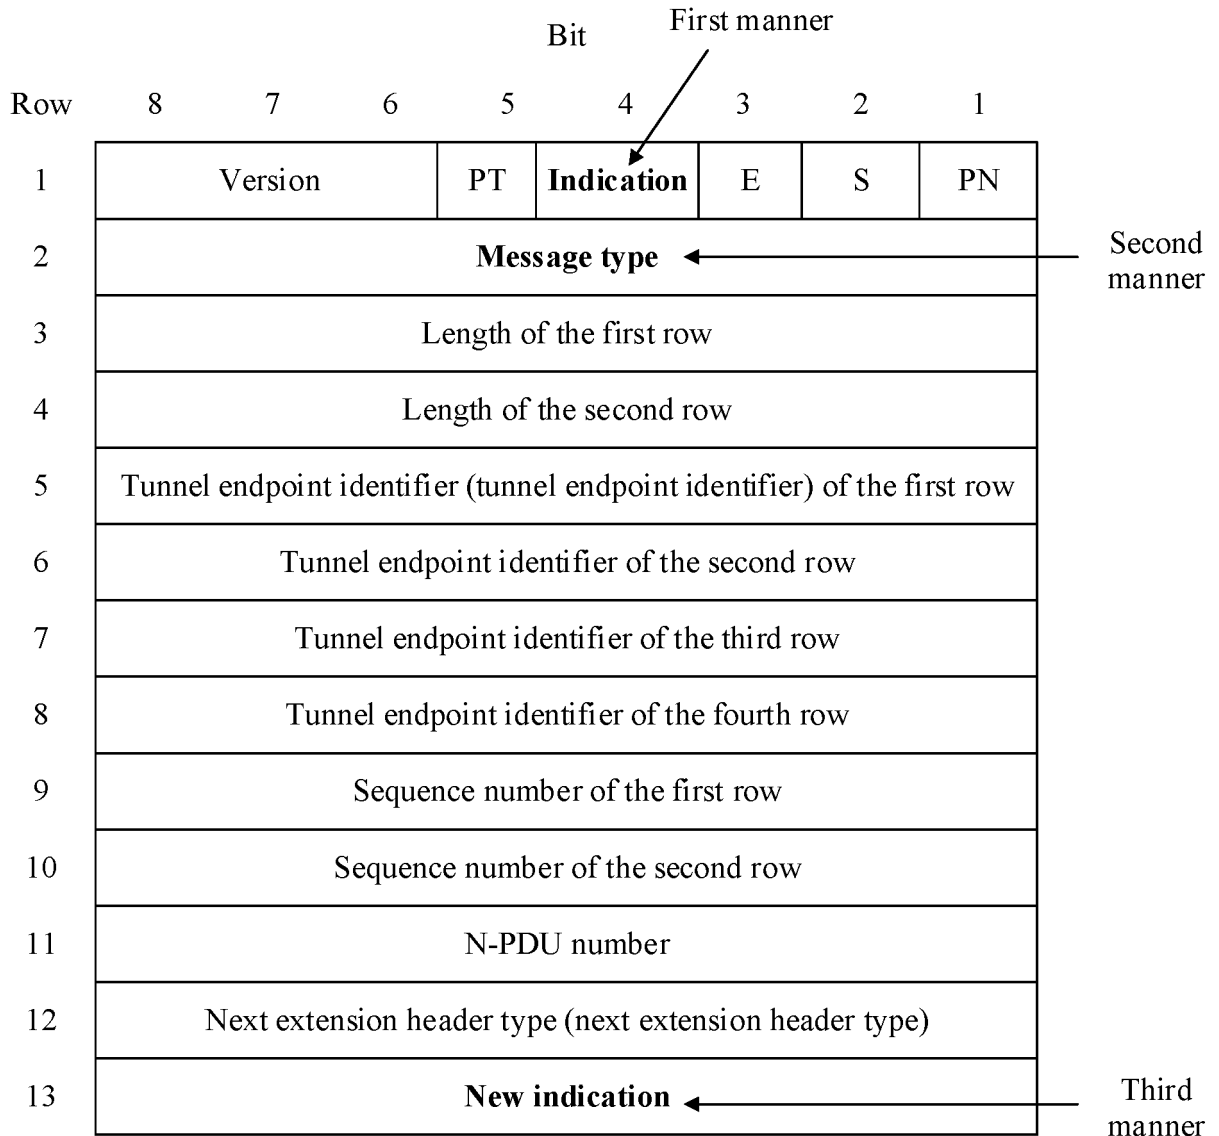 First manner
Bit
Row 8 7 6 5 4 3 2 1
1 Version PT Indication E S PN
2 Message type
Second
manner
3 Length of the first row
4 Length of the second row
5 Tunnel endpoint identifier (tunnel endpoint identifier) of the first row
6 Tunnel endpoint identifier of the second row
7 Tunnel endpoint identifier of the third row
8 Tunnel endpoint identifier of the fourth row
9 Sequence number of the first row
10 Sequence number of the second row
11 N-PDU number
12 Next extension header type (next extension header type)
13 New indication
Third
manner